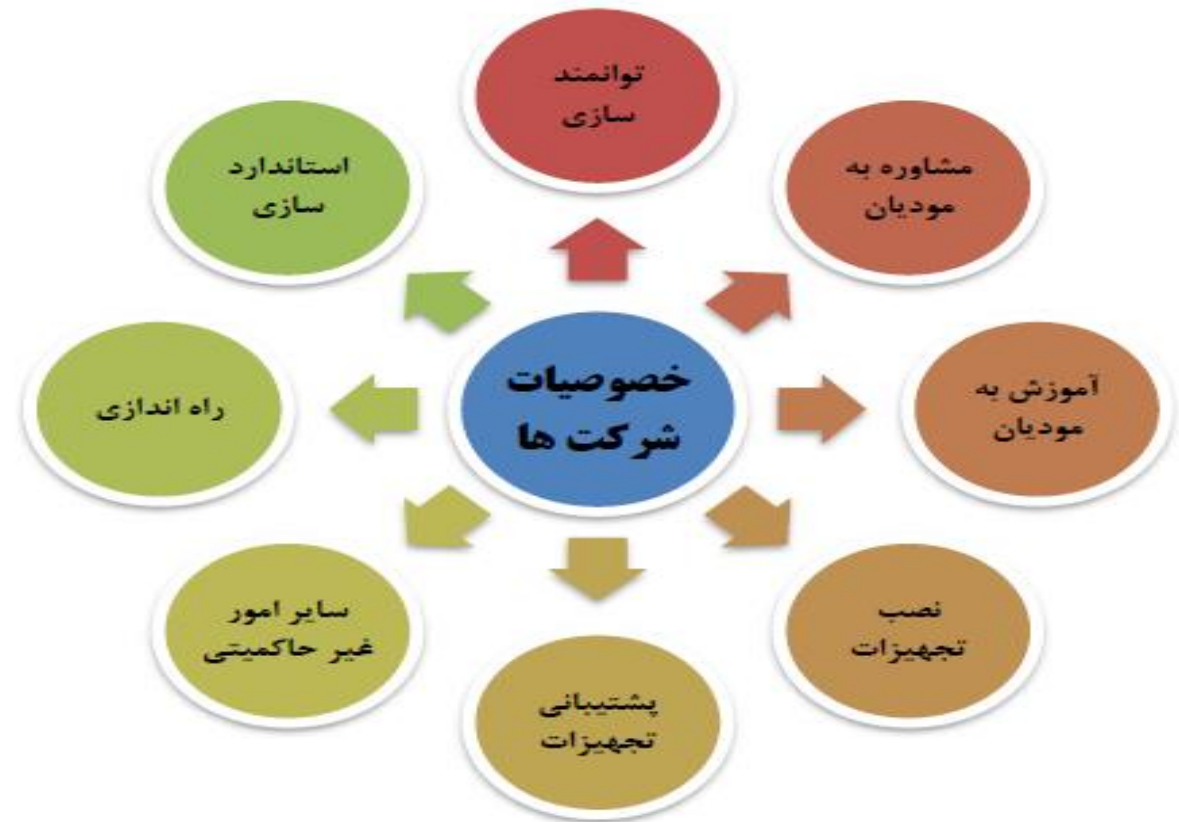 توانمند
سازی
مشاوره به
مودیان
آموزش به
مودیان
نصب
تجهیزات
پشتیبانی
تجهیزات
سایر امور
غیر حاکمیتی
راه اندازی
استاندارد
سازی
خصوصیات
شرکت ها